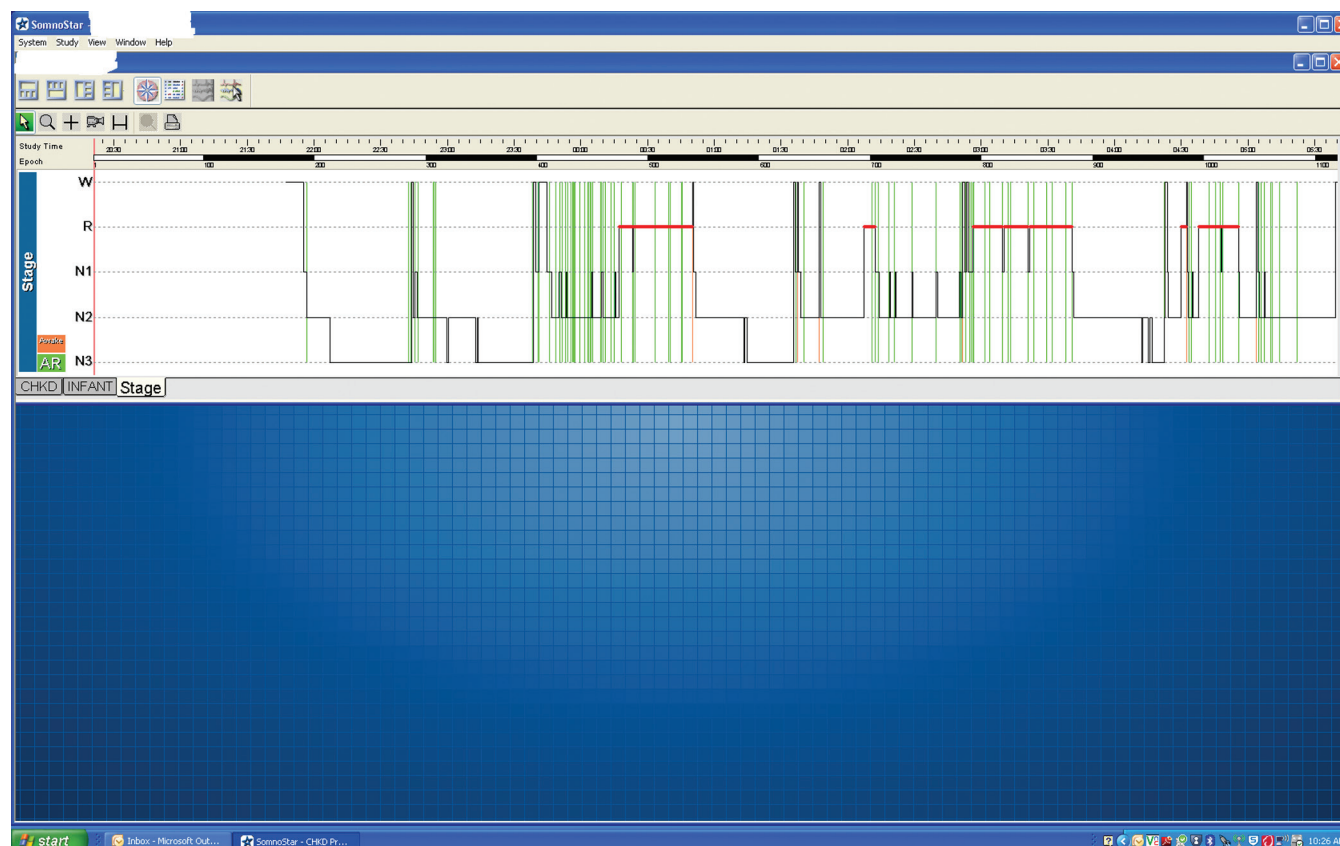 SomnoStar -
System Study View Window Help
Study Time 20:30 21:00 21:30 22:00 22:30 23:00 23:30 00:00 00:30 01:00 01:30 02:00 02:30 03:00 03:30 04:00 04:30 05:00 05:30
Epoch 1 100 200 300 400 500 600 700 800 900 1000 1100
Stage
W
R
N1
N2
Awake
AR N3
CHKD INFANT Stage
start Inbox - Microsoft Out... SomnoStar - CHKD Pr... 10:26 AM